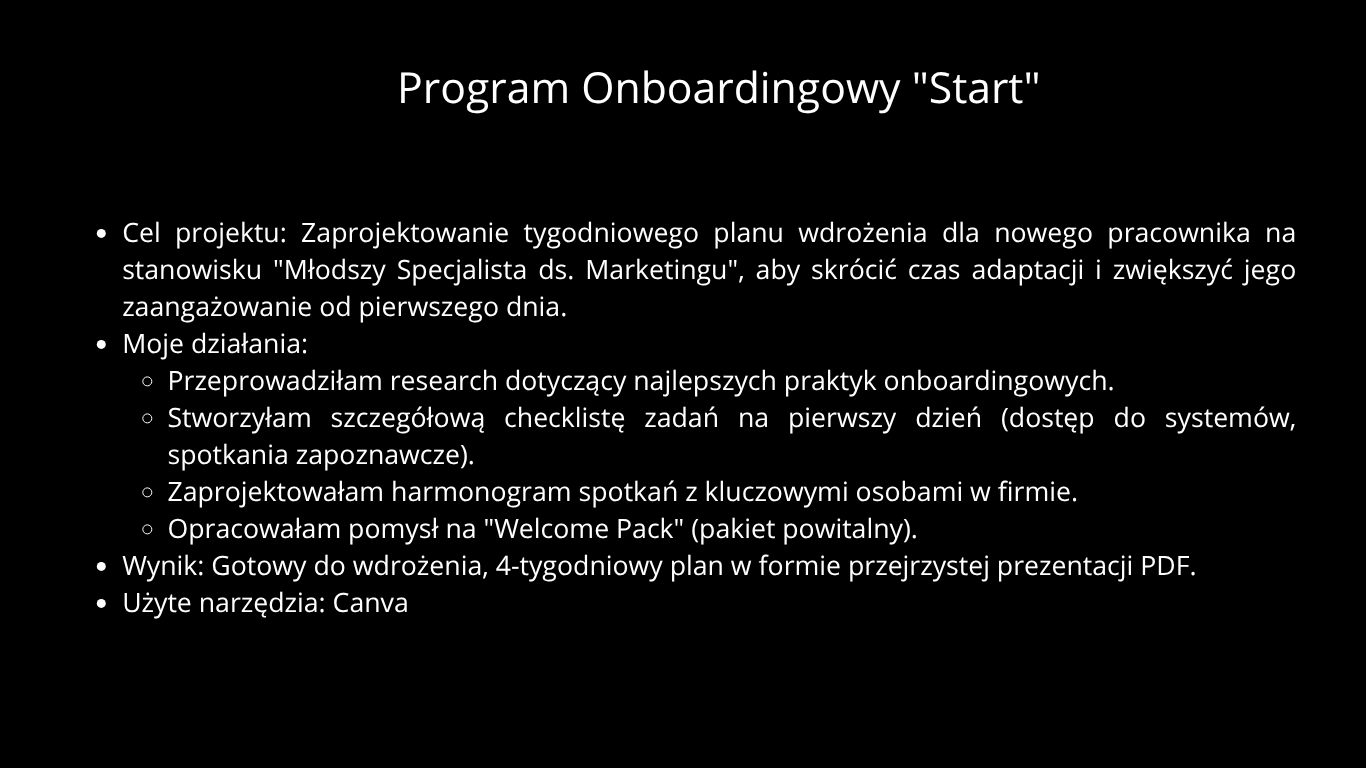 Program Onboardingowy "Start"
• Cel projektu: Zaprojektowanie tygodniowego planu wdrożenia dla nowego pracownika na
stanowisku "Młodszy Specjalista ds. Marketingu", aby skrócić czas adaptacji i zwiększyć jego
zaangażowanie od pierwszego dnia.
• Moje działania:
◦ Przeprowadziłam research dotyczący najlepszych praktyk onboardingowych.
◦ Stworzyłam szczegółową checklistę zadań na pierwszy dzień (dostęp do systemów,
spotkania zapoznawcze).
◦ Zaprojektowałam harmonogram spotkań z kluczowymi osobami w firmie.
◦ Opracowałam pomysł na "Welcome Pack" (pakiet powitalny).
• Wynik: Gotowy do wdrożenia, 4-tygodniowy plan w formie przejrzystej prezentacji PDF.
• Użyte narzędzia: Canva